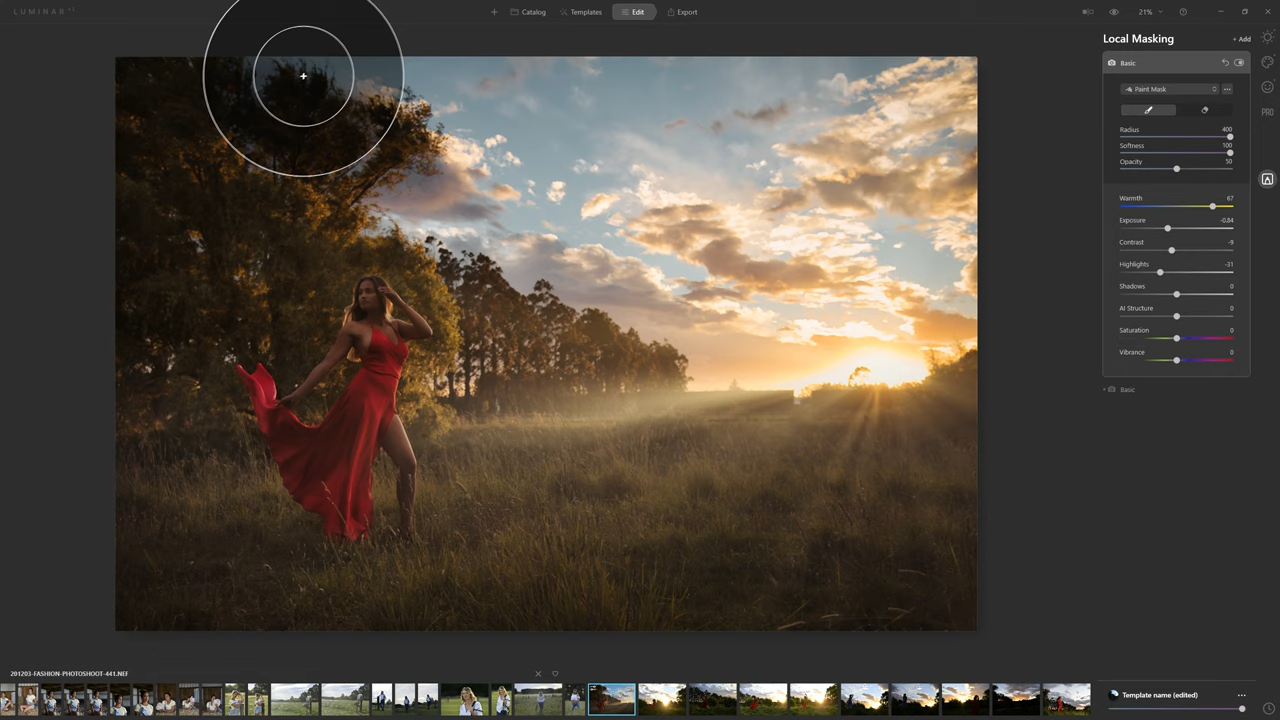 LUMINAR AI
Catalog
Templates
Edit
Export
21%
Local Masking
+ Add
Basic
Paint Mask
Radius 400
Softness 100
Opacity 50
Warmth 67
Exposure -0.84
Contrast -9
Highlights -31
Shadows 0
AI Structure 0
Saturation 0
Vibrance 0
Basic
PRO
201203-FASHION-PHOTOSHOOT-441.NEF
Template name (edited)